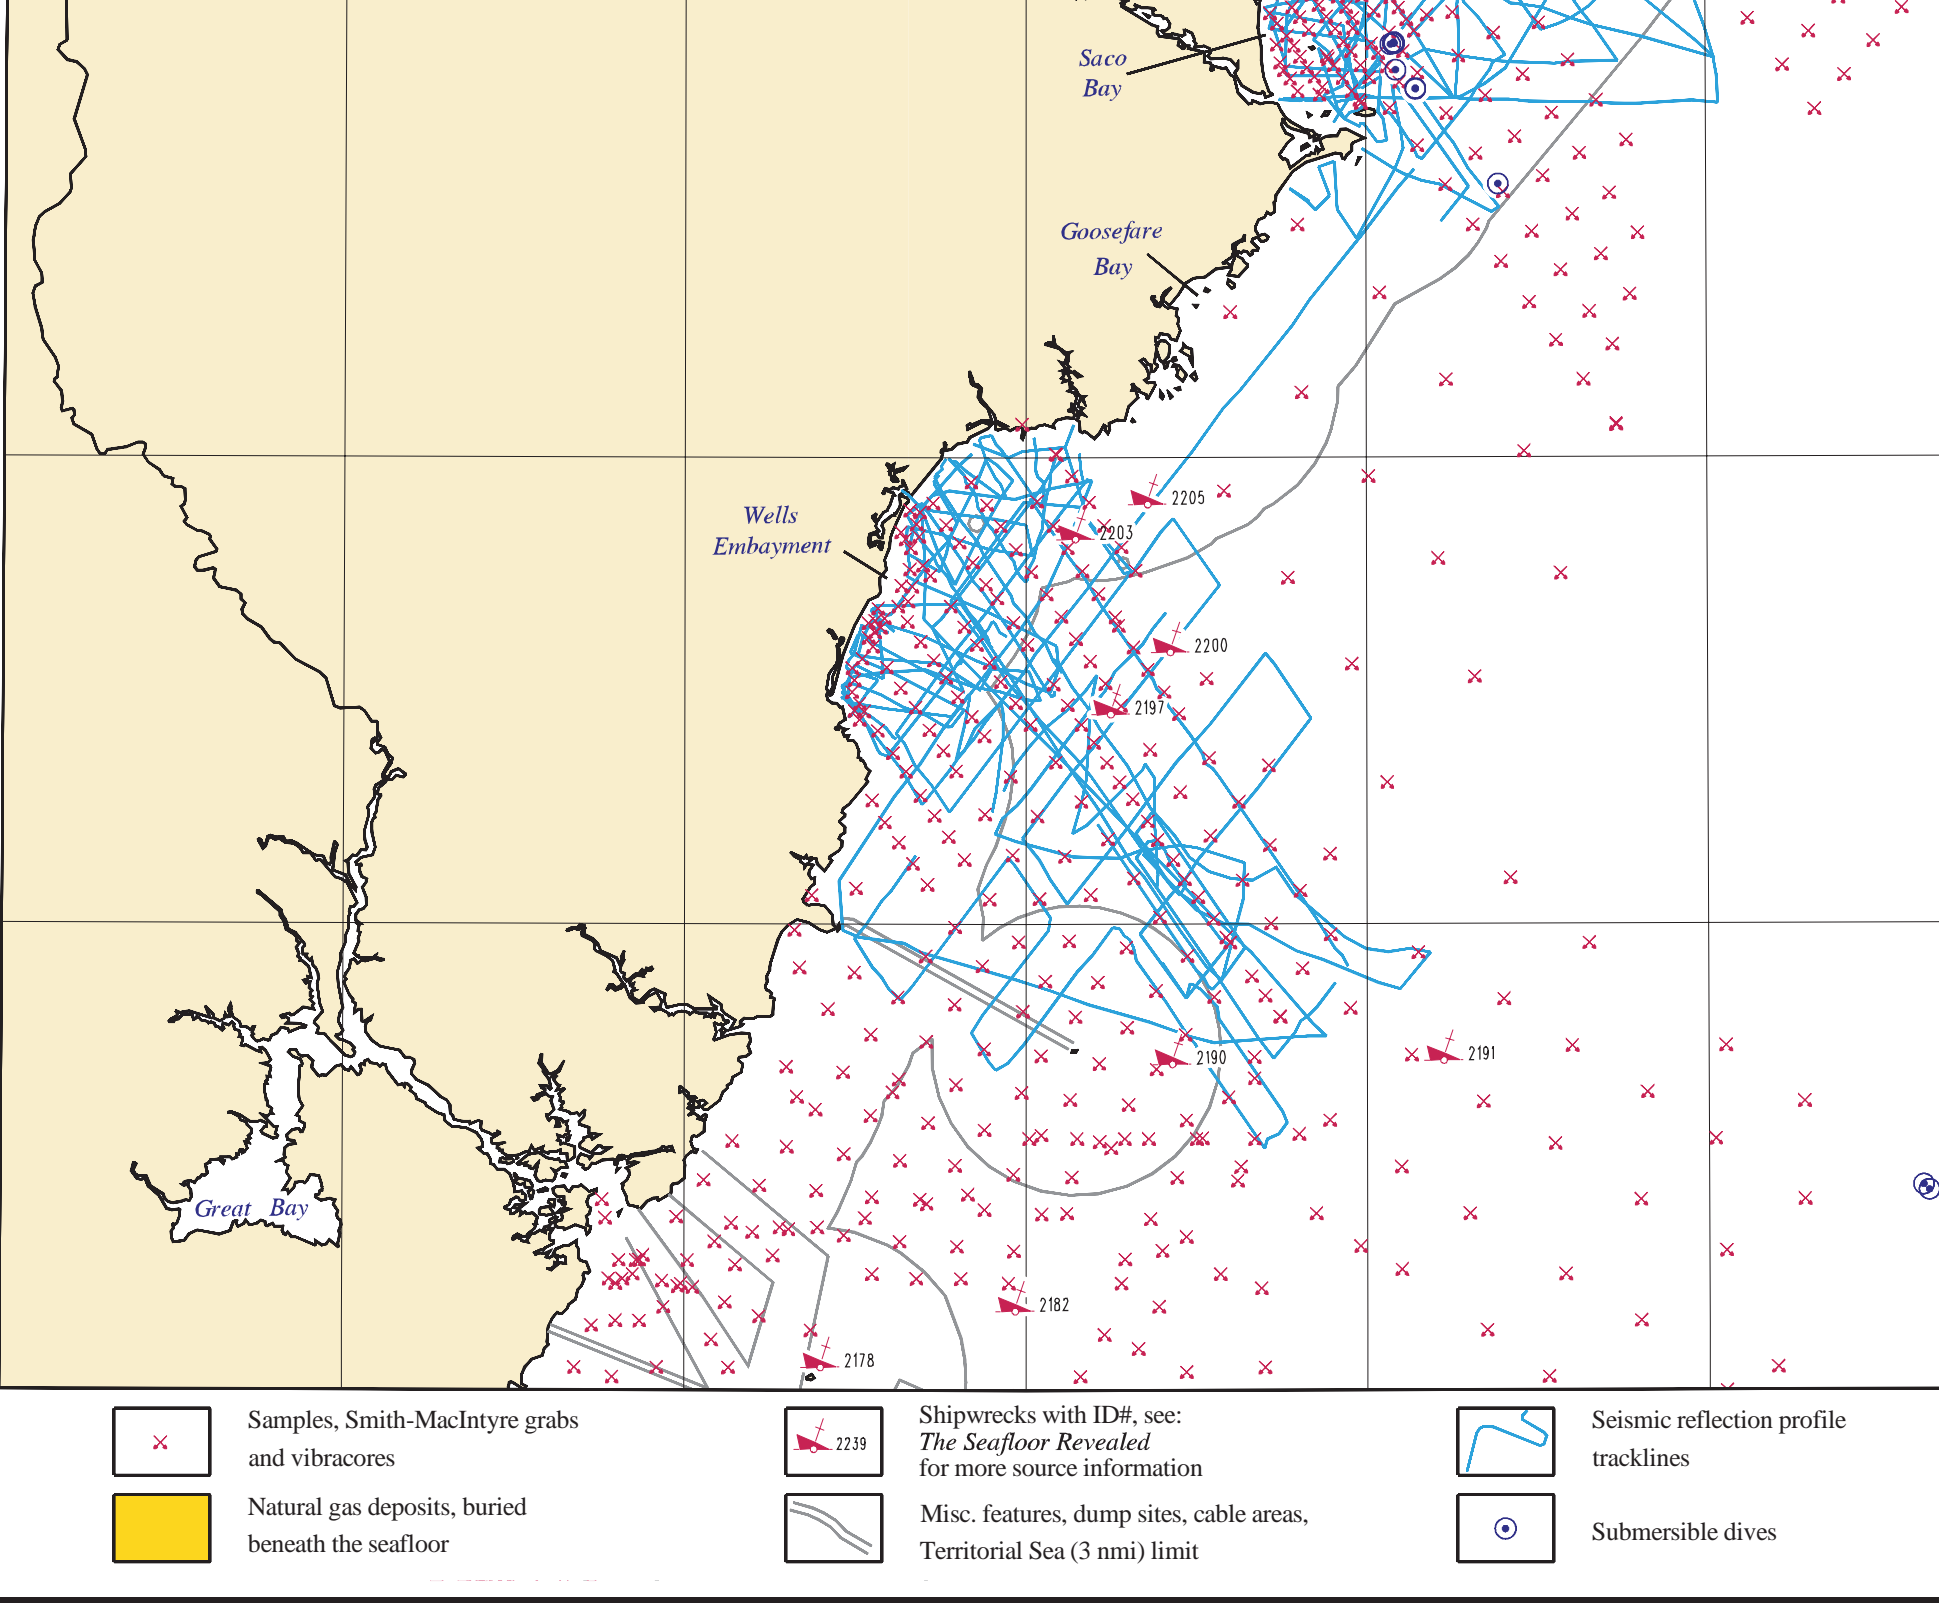 Saco
Bay
Goosefare
Bay
2205
Wells
Embayment
2203
2200
2197
2190
2191
Great Bay
2182
2178
Samples, Smith-MacIntyre grabs
and vibracores
Natural gas deposits, buried
beneath the seafloor
2239
Shipwrecks with ID#, see:
The Seafloor Revealed
for more source information
Misc. features, dump sites, cable areas,
Territorial Sea (3 nmi) limit
Seismic reflection profile
tracklines
Submersible dives